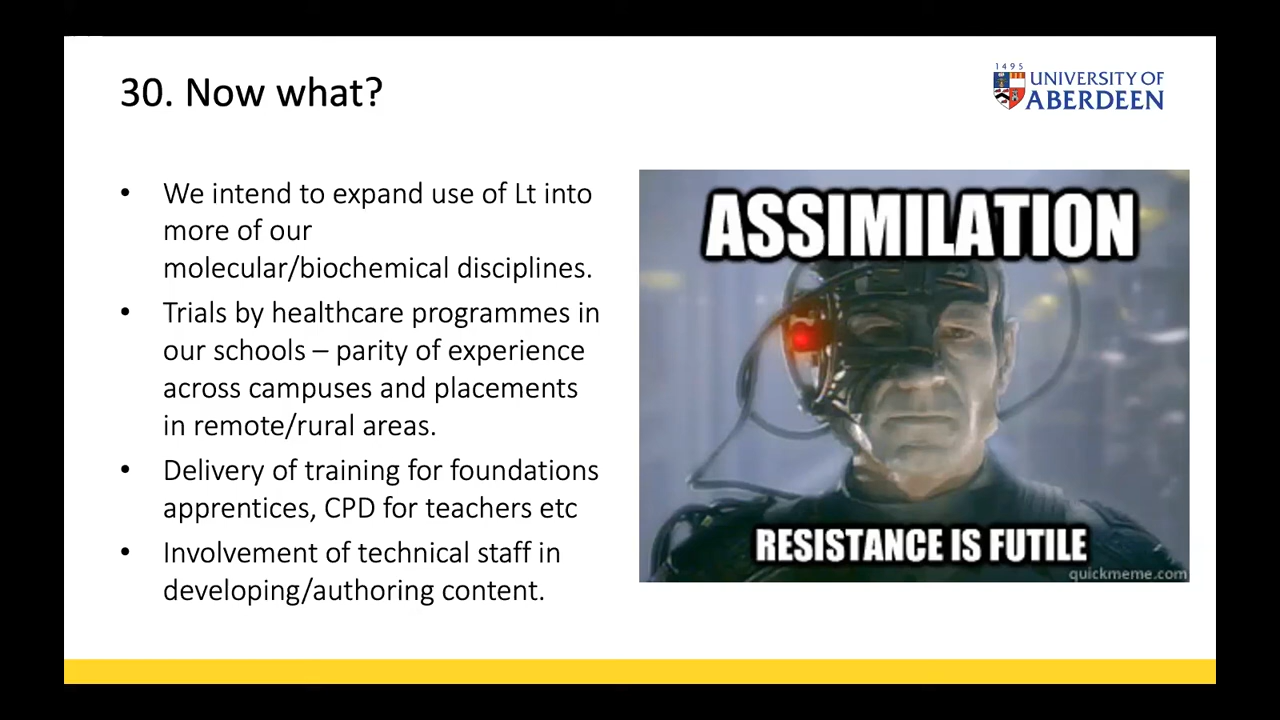 30. Now what?
1495
UNIVERSITY OF
ABERDEEN
• We intend to expand use of Lt into
more of our
molecular/biochemical disciplines.
• Trials by healthcare programmes in
our schools – parity of experience
across campuses and placements
in remote/rural areas.
• Delivery of training for foundations
apprentices, CPD for teachers etc
• Involvement of technical staff in
developing/authoring content.
ASSIMILATION
RESISTANCE IS FUTILE
quickmeme.com